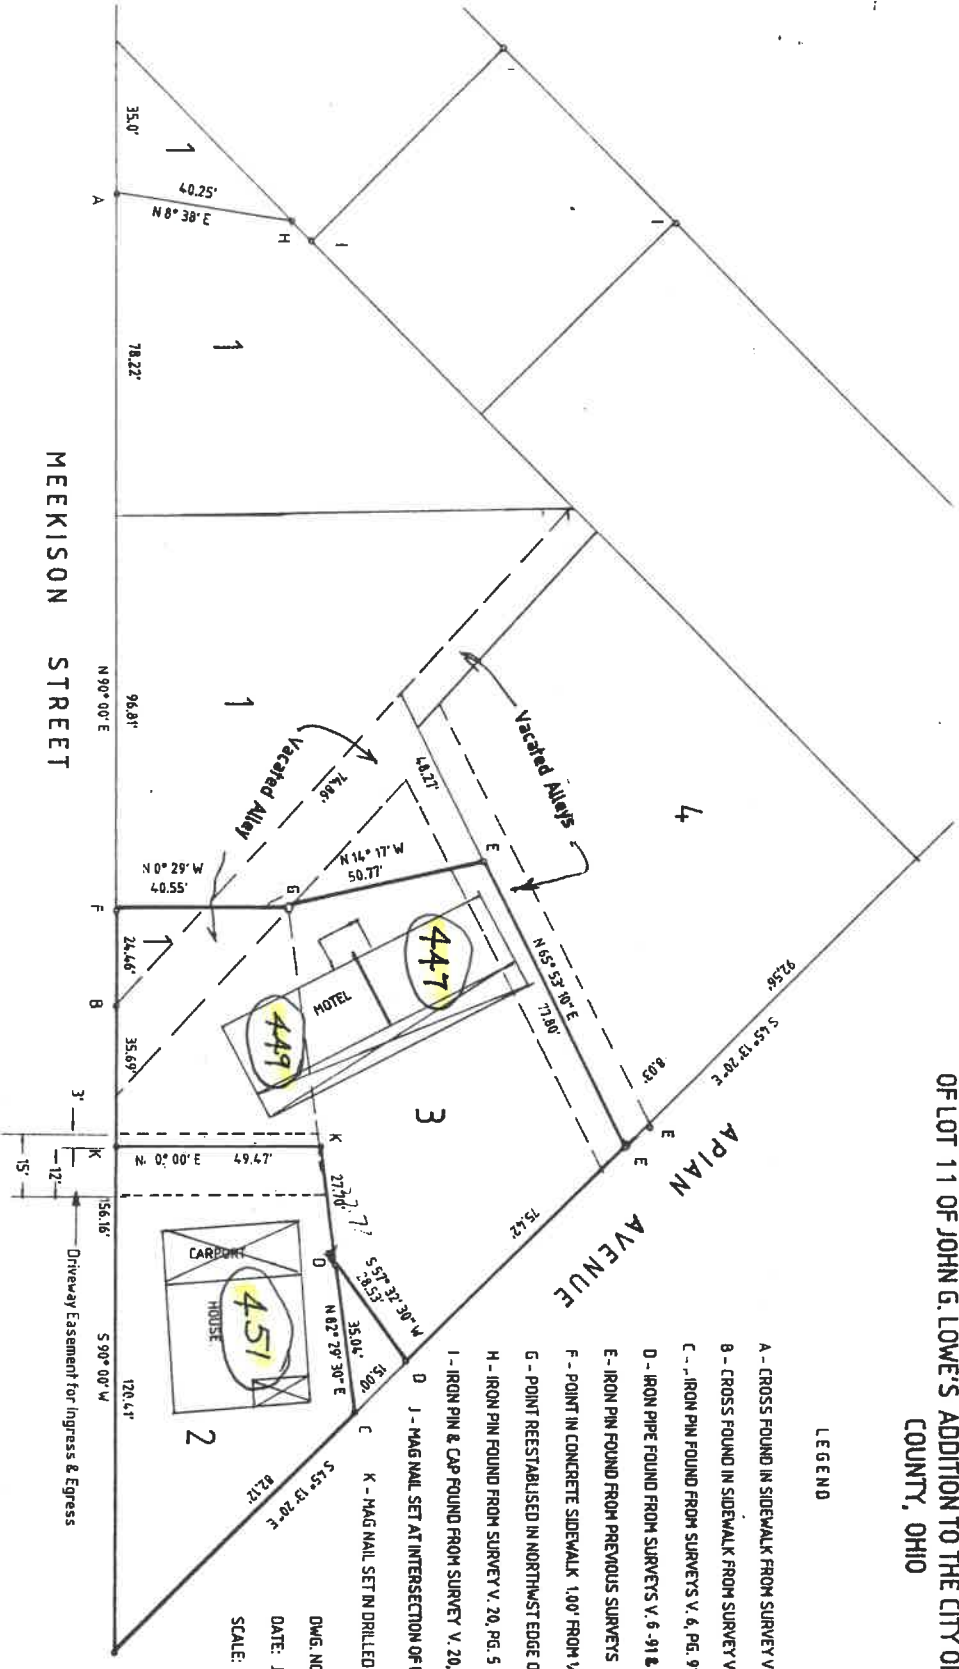 OF LOT 11 OF JOHN G. LOWE'S ADDITION TO THE CITY
COUNTY, OHIO
LEGEND
A - CROSS FOUND IN SIDEWALK FROM SURVEY
B - CROSS FOUND IN SIDEWALK FROM SURVEY
C - IRON PIN FOUND FROM SURVEYS V. 6, PG.
D - IRON PIPE FOUND FROM SURVEYS V. 6 -91 &
E - IRON PIN FOUND FROM PREVIOUS SURVEYS
F - POINT IN CONCRETE SIDEWALK 1.00' FROM
G - POINT REESTABLISED IN NORTHWST EDGE
H - IRON PIN FOUND FROM SURVEY V. 20, PG. 5
I - IRON PIN & CAP FOUND FROM SURVEY V. 20,
J - MAG NAIL SET AT INTERSECTION OF
K - MAG NAIL SET IN DRILLED
DWG. NO
DATE: J
SCALE:
I
I
J
H
1
35.0'
40.25'
N 8° 38' E
A
1
78.22'
1
96.81'
N 90° 00' E
MEEKISON STREET
Vacated Alley
74.86'
Vacated Alleys
48.27'
4
92.56'
S 45° 13' 20" E
8.03'
E
E
E
N 65° 53' 10" E
77.80'
N 14° 17' W
50.77'
G
N 0° 29' W
40.55'
F
24.46'
1
B
35.69'
447
MOTEL
449
3
APIAN AVENUE
75.42'
3'
K
K
N. 0° 00' E 49.47'
12'
15'
Driveway Easement for Ingress & Egress
156.16'
27.70'
27.77
D
S 57° 32' 30" W
28.53'
D
15.00'
35.04'
N 82° 29' 30" E
C
CARPORT
HOUSE
451
2
S 45° 13' 20" E
82.12'
S 90° 00' W
120.41'